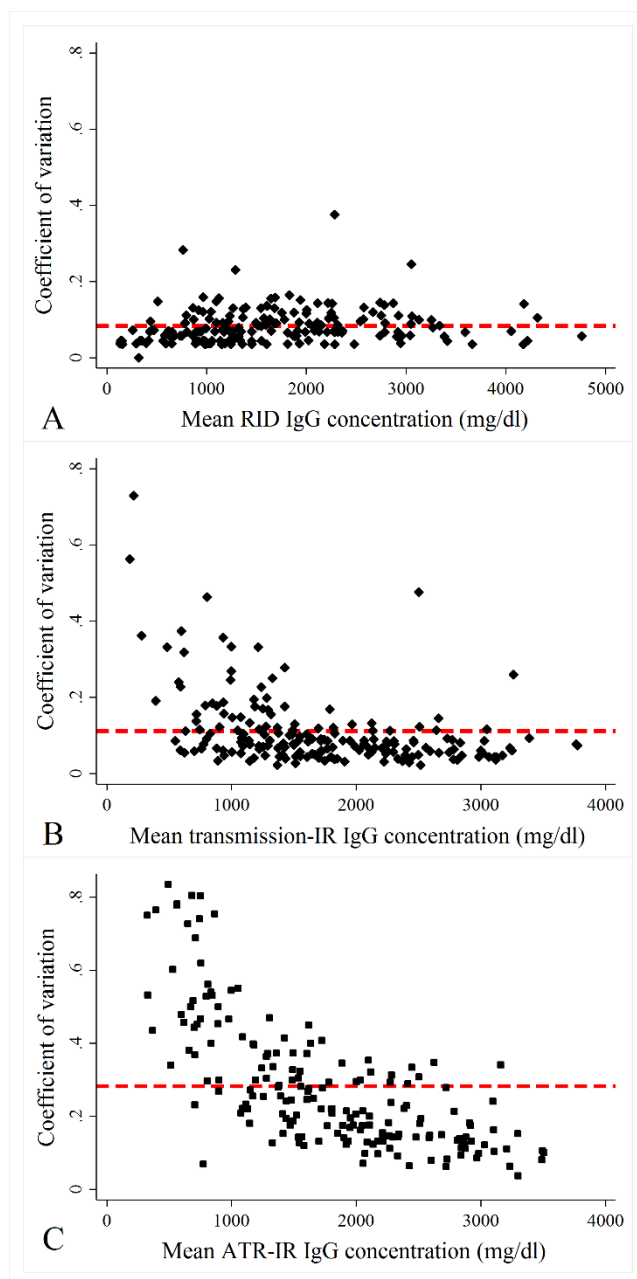 .8
.6
.4
.2
0
Coefficient of variation
0 1000 2000 3000 4000 5000
A Mean RID IgG concentration (mg/dl)
.8
.6
.4
.2
0
Coefficient of variation
0 1000 2000 3000 4000
B Mean transmission-IR IgG concentration (mg/dl)
.8
.6
.4
.2
0
Coefficient of variation
0 1000 2000 3000 4000
C Mean ATR-IR IgG concentration (mg/dl)